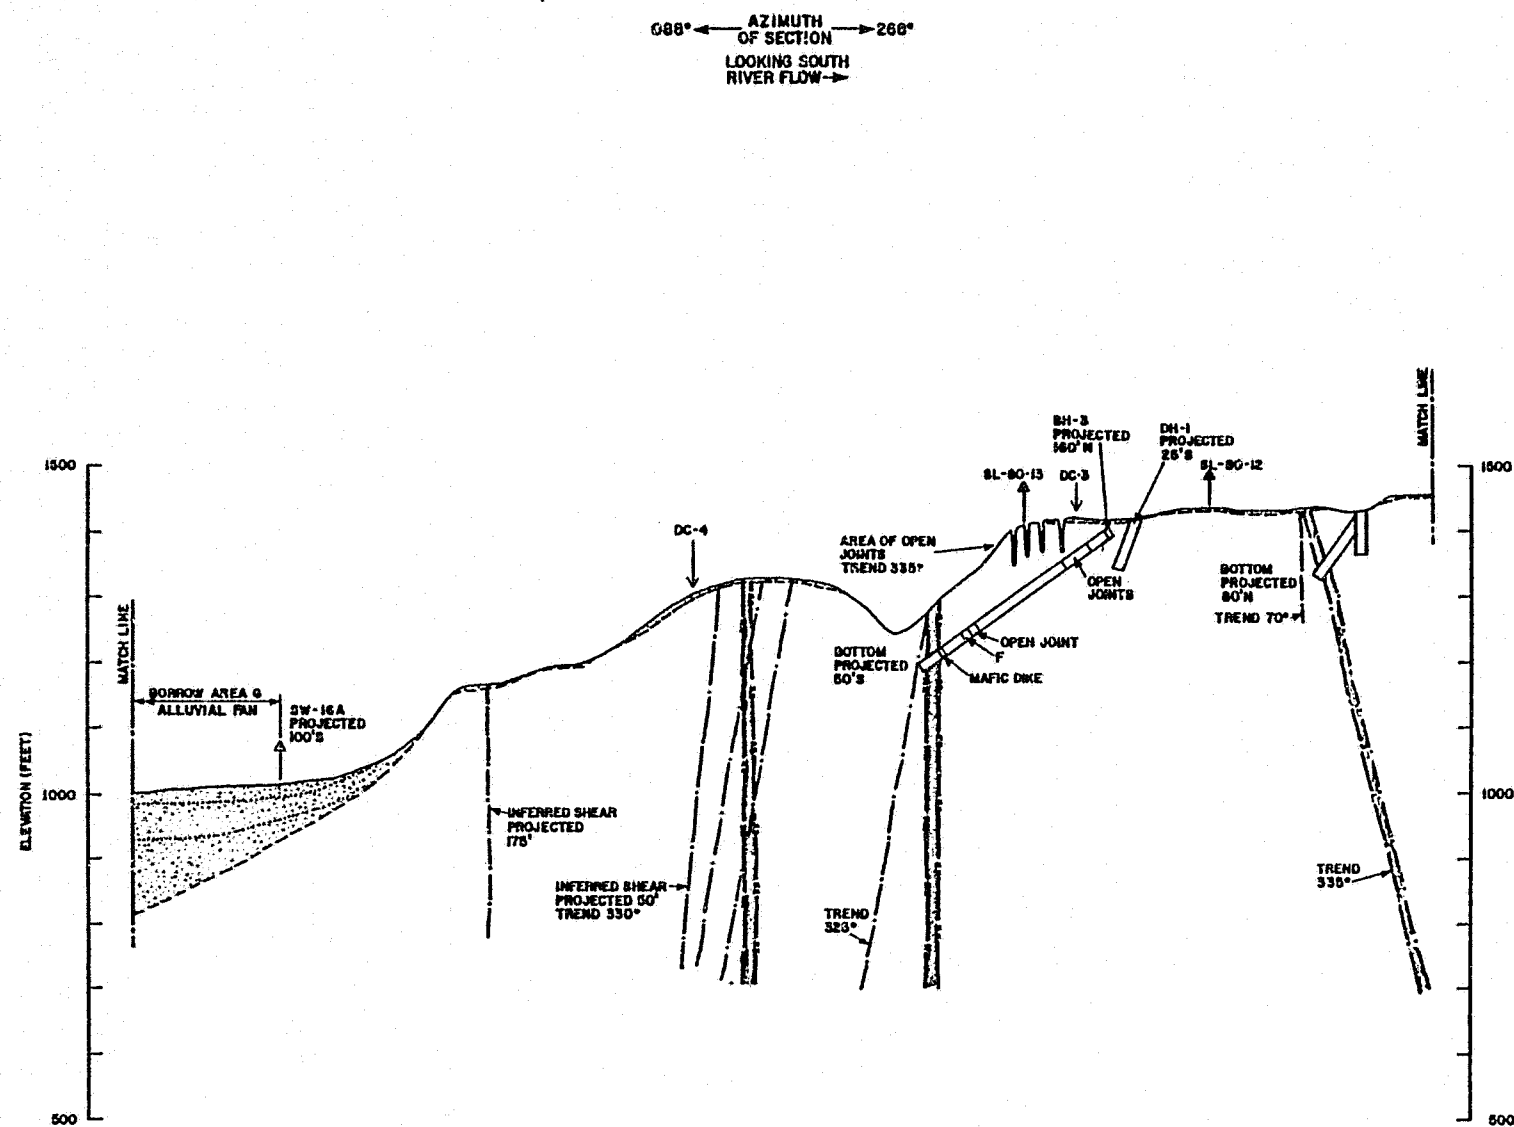 088° AZIMUTH 268°
OF SECTION
LOOKING SOUTH
RIVER FLOW
MATCH LINE
BH-3
PROJECTED
160'N
DH-1
PROJECTED
25'S
1500
1500
SL-80-13
DC-3
SL-80-12
DC-4
AREA OF OPEN
JOINTS
TREND 335°
OPEN
JOINTS
BOTTOM
PROJECTED
80'N
TREND 70°
MATCH LINE
OPEN JOINT
F
MAFIC DIKE
BOTTOM
PROJECTED
50'S
BORROW AREA G
ALLUVIAL FAN
SW-16A
PROJECTED
100'S
ELEVATION (FEET)
1000
1000
INFERRED SHEAR
PROJECTED
175'
INFERRED SHEAR
PROJECTED 50'
TREND 330°
TREND
323°
TREND
335°
500
500